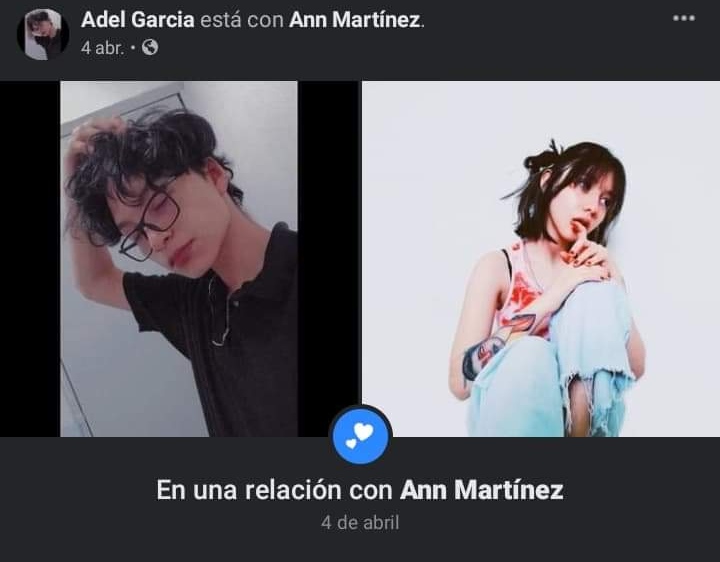 Adel Garcia está con Ann Martínez.
4 abr. •
En una relación con Ann Martínez
4 de abril